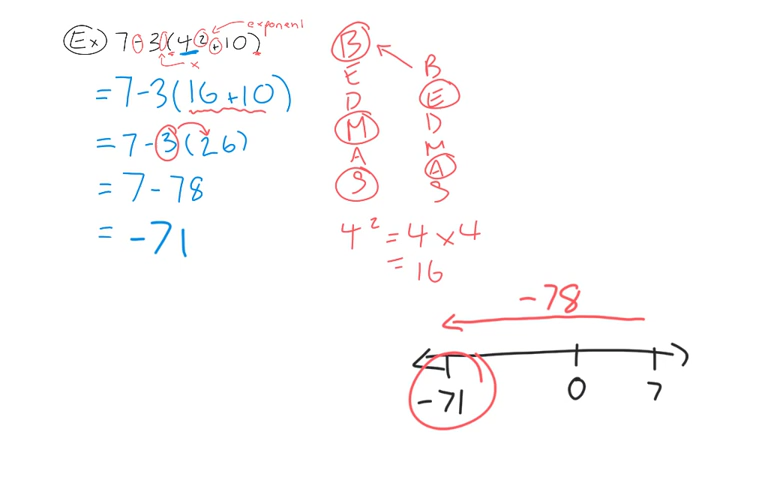 exponent
Ex 7 - 3(4² + 10)
x
= 7 - 3(16 + 10)
= 7 - 3(26)
= 7 - 78
= -71
B
E
D
M
A
S
B
E
D
M
A
S
4² = 4 x 4
= 16
-78
-71 0 7